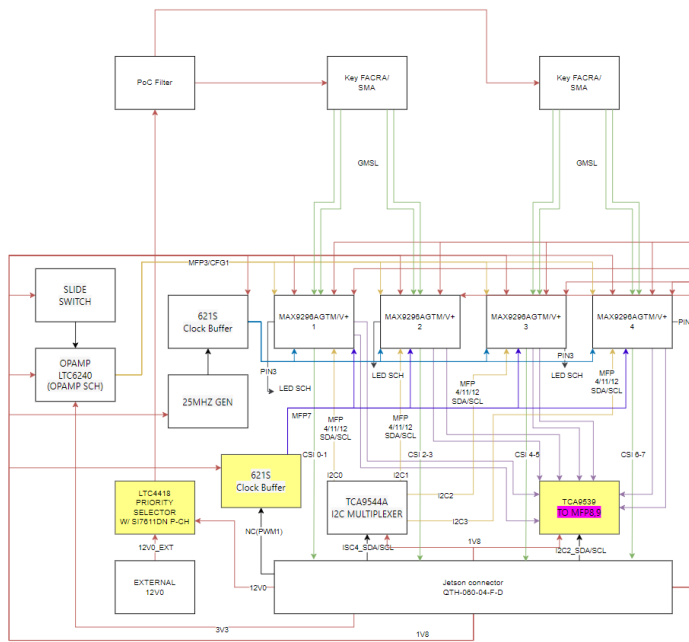 PoC Filter
Key FACRA/
SMA
Key FACRA/
SMA
GMSL
GMSL
MFP3/CFG1
SLIDE
SWITCH
621S
Clock Buffer
MAX9296AGTM/V+
1
MAX9296AGTM/V+
2
MAX9296AGTM/V+
3
MAX9296AGTM/V+
4
PIN
OPAMP
LTC6240
(OPAMP SCH)
PIN3
LED SCH
LED SCH
PIN3
LED SCH
25MHZ GEN
MFP7
MFP
4/11/12
SDA/SCL
MFP
4/11/12
SDA/SCL
MFP
4/11/12
SDA/SCL
MFP
4/11/12
SDA/SCL
CSI 0-1
CSI 2-3
CSI 4-5
CSI 6-7
621S
Clock Buffer
I2C0
I2C1
I2C2
I2C3
LTC4418
PRIORITY
SELECTOR
W/ SI7611DN P-CH
TCA9544A
I2C MULTIPLEXER
TCA9539
TO MFP8,9
NC(PWM1)
1V8
12V0_EXT
ISC4_SDA/SCL
I2C2_SDA/SCL
EXTERNAL
12V0
12V0
Jetson connector
QTH-060-04-F-D
3V3
1V8